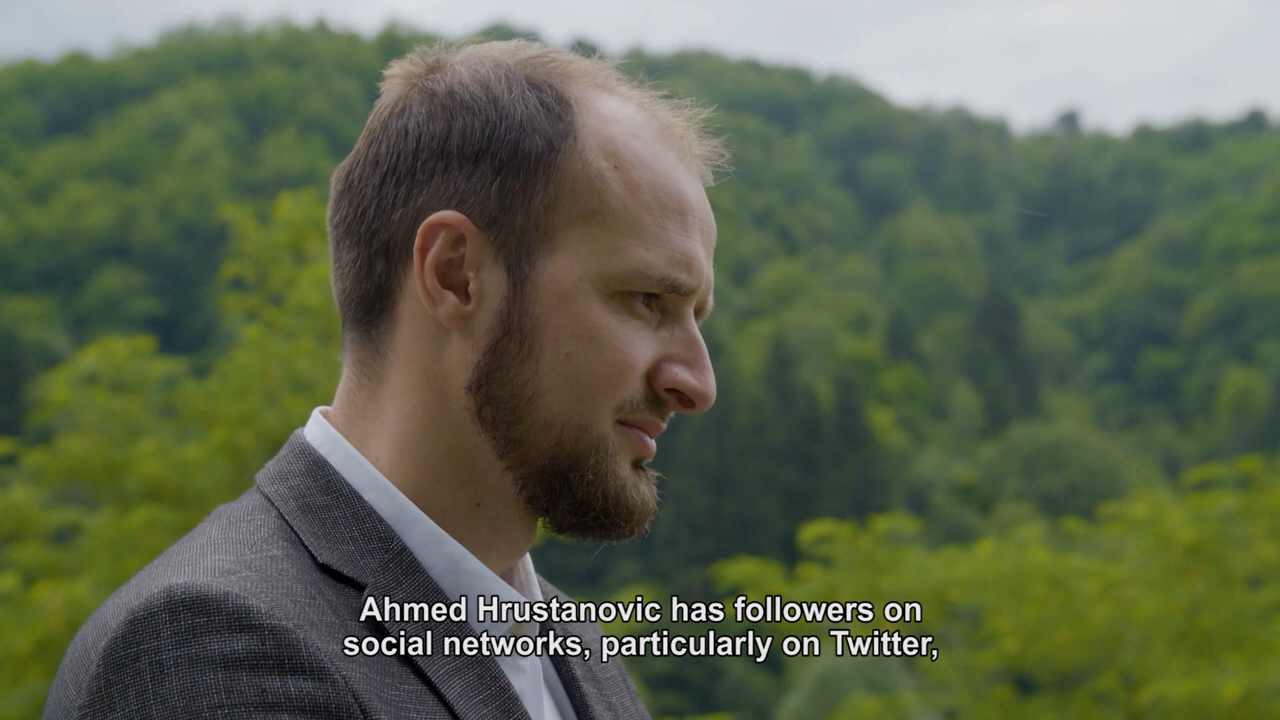 Ahmed Hrustanovic has followers on
social networks, particularly on Twitter,